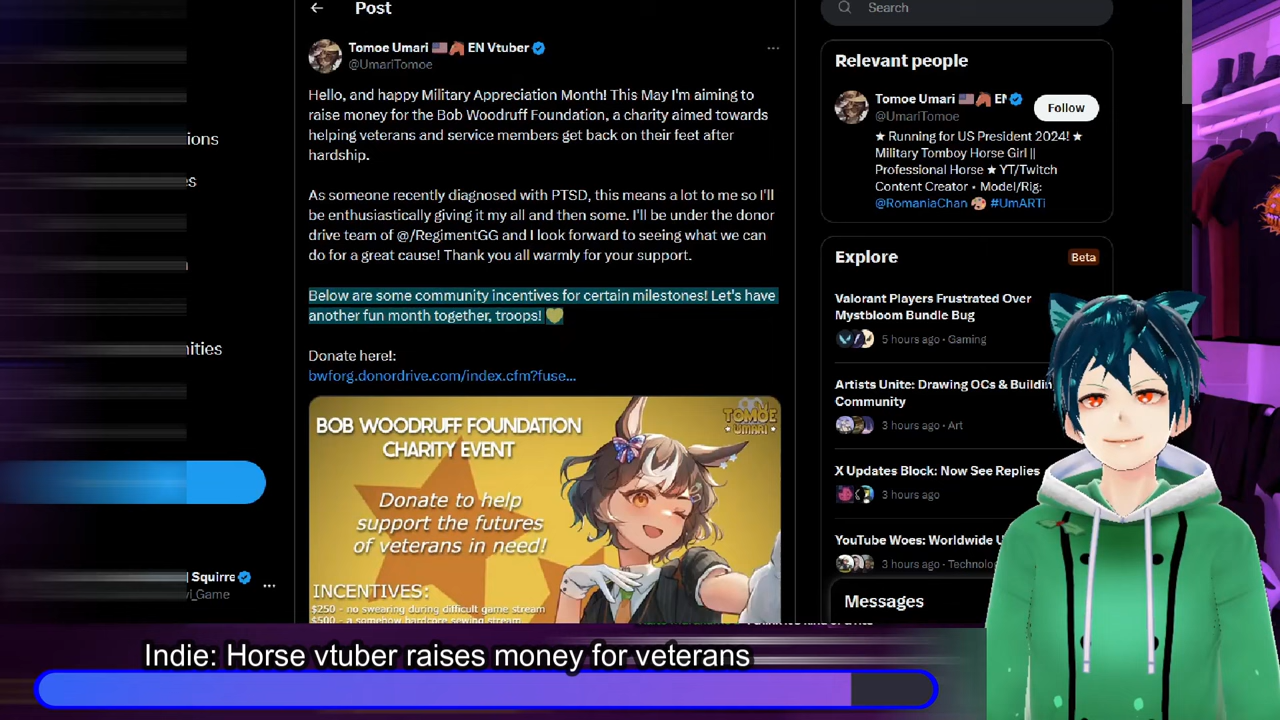 Post
Search
Tomoe Umari 🇺🇸🐴 EN Vtuber
@UmariTomoe
Hello, and happy Military Appreciation Month! This May I'm aiming to
raise money for the Bob Woodruff Foundation, a charity aimed towards
helping veterans and service members get back on their feet after
hardship.
As someone recently diagnosed with PTSD, this means a lot to me so I'll
be enthusiastically giving it my all and then some. I'll be under the donor
drive team of @/RegimentGG and I look forward to seeing what we can
do for a great cause! Thank you all warmly for your support.
Below are some community incentives for certain milestones! Let's have
another fun month together, troops! 💛
Donate here!:
bwforg.donordrive.com/index.cfm?fuse...
BOB WOODRUFF FOUNDATION
CHARITY EVENT
TOMOE
UMARI
Donate to help
support the futures
of veterans in need!
INCENTIVES:
$250 - no swearing during difficult game stream
$500 - a somehow hardcore sewing stream
Relevant people
Tomoe Umari 🇺🇸🐴 EN
@UmariTomoe
Follow
★ Running for US President 2024! ★
Military Tomboy Horse Girl ||
Professional Horse ★ YT/Twitch
Content Creator • Model/Rig:
@RomaniaChan #UmARTi
Explore
Beta
Valorant Players Frustrated Over
Mystbloom Bundle Bug
5 hours ago · Gaming
Artists Unite: Drawing OCs & Buildin
Community
3 hours ago · Art
X Updates Block: Now See Replies
3 hours ago
YouTube Woes: Worldwide
3 hours ago · Technolo
Messages
ions
s
nities
Squirre
vi_Game
Indie: Horse vtuber raises money for veterans